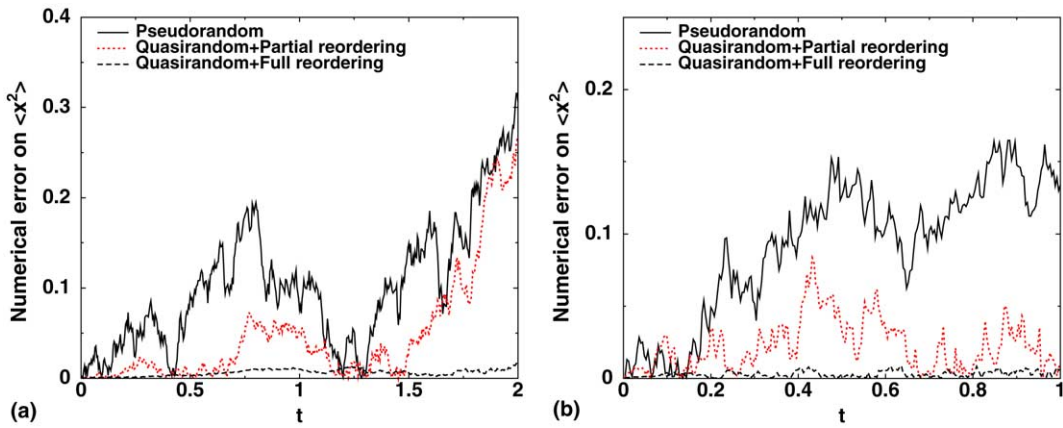 0.4
Pseudorandom
Quasirandom+Partial reordering
Quasirandom+Full reordering
0.3
0.2
0.1
0
Numerical error on <x²>
0
0.5
1
1.5
2
t
(a)
Pseudorandom
Quasirandom+Partial reordering
Quasirandom+Full reordering
0.2
0.1
0
Numerical error on <x²>
0
0.2
0.4
0.6
0.8
1
t
(b)